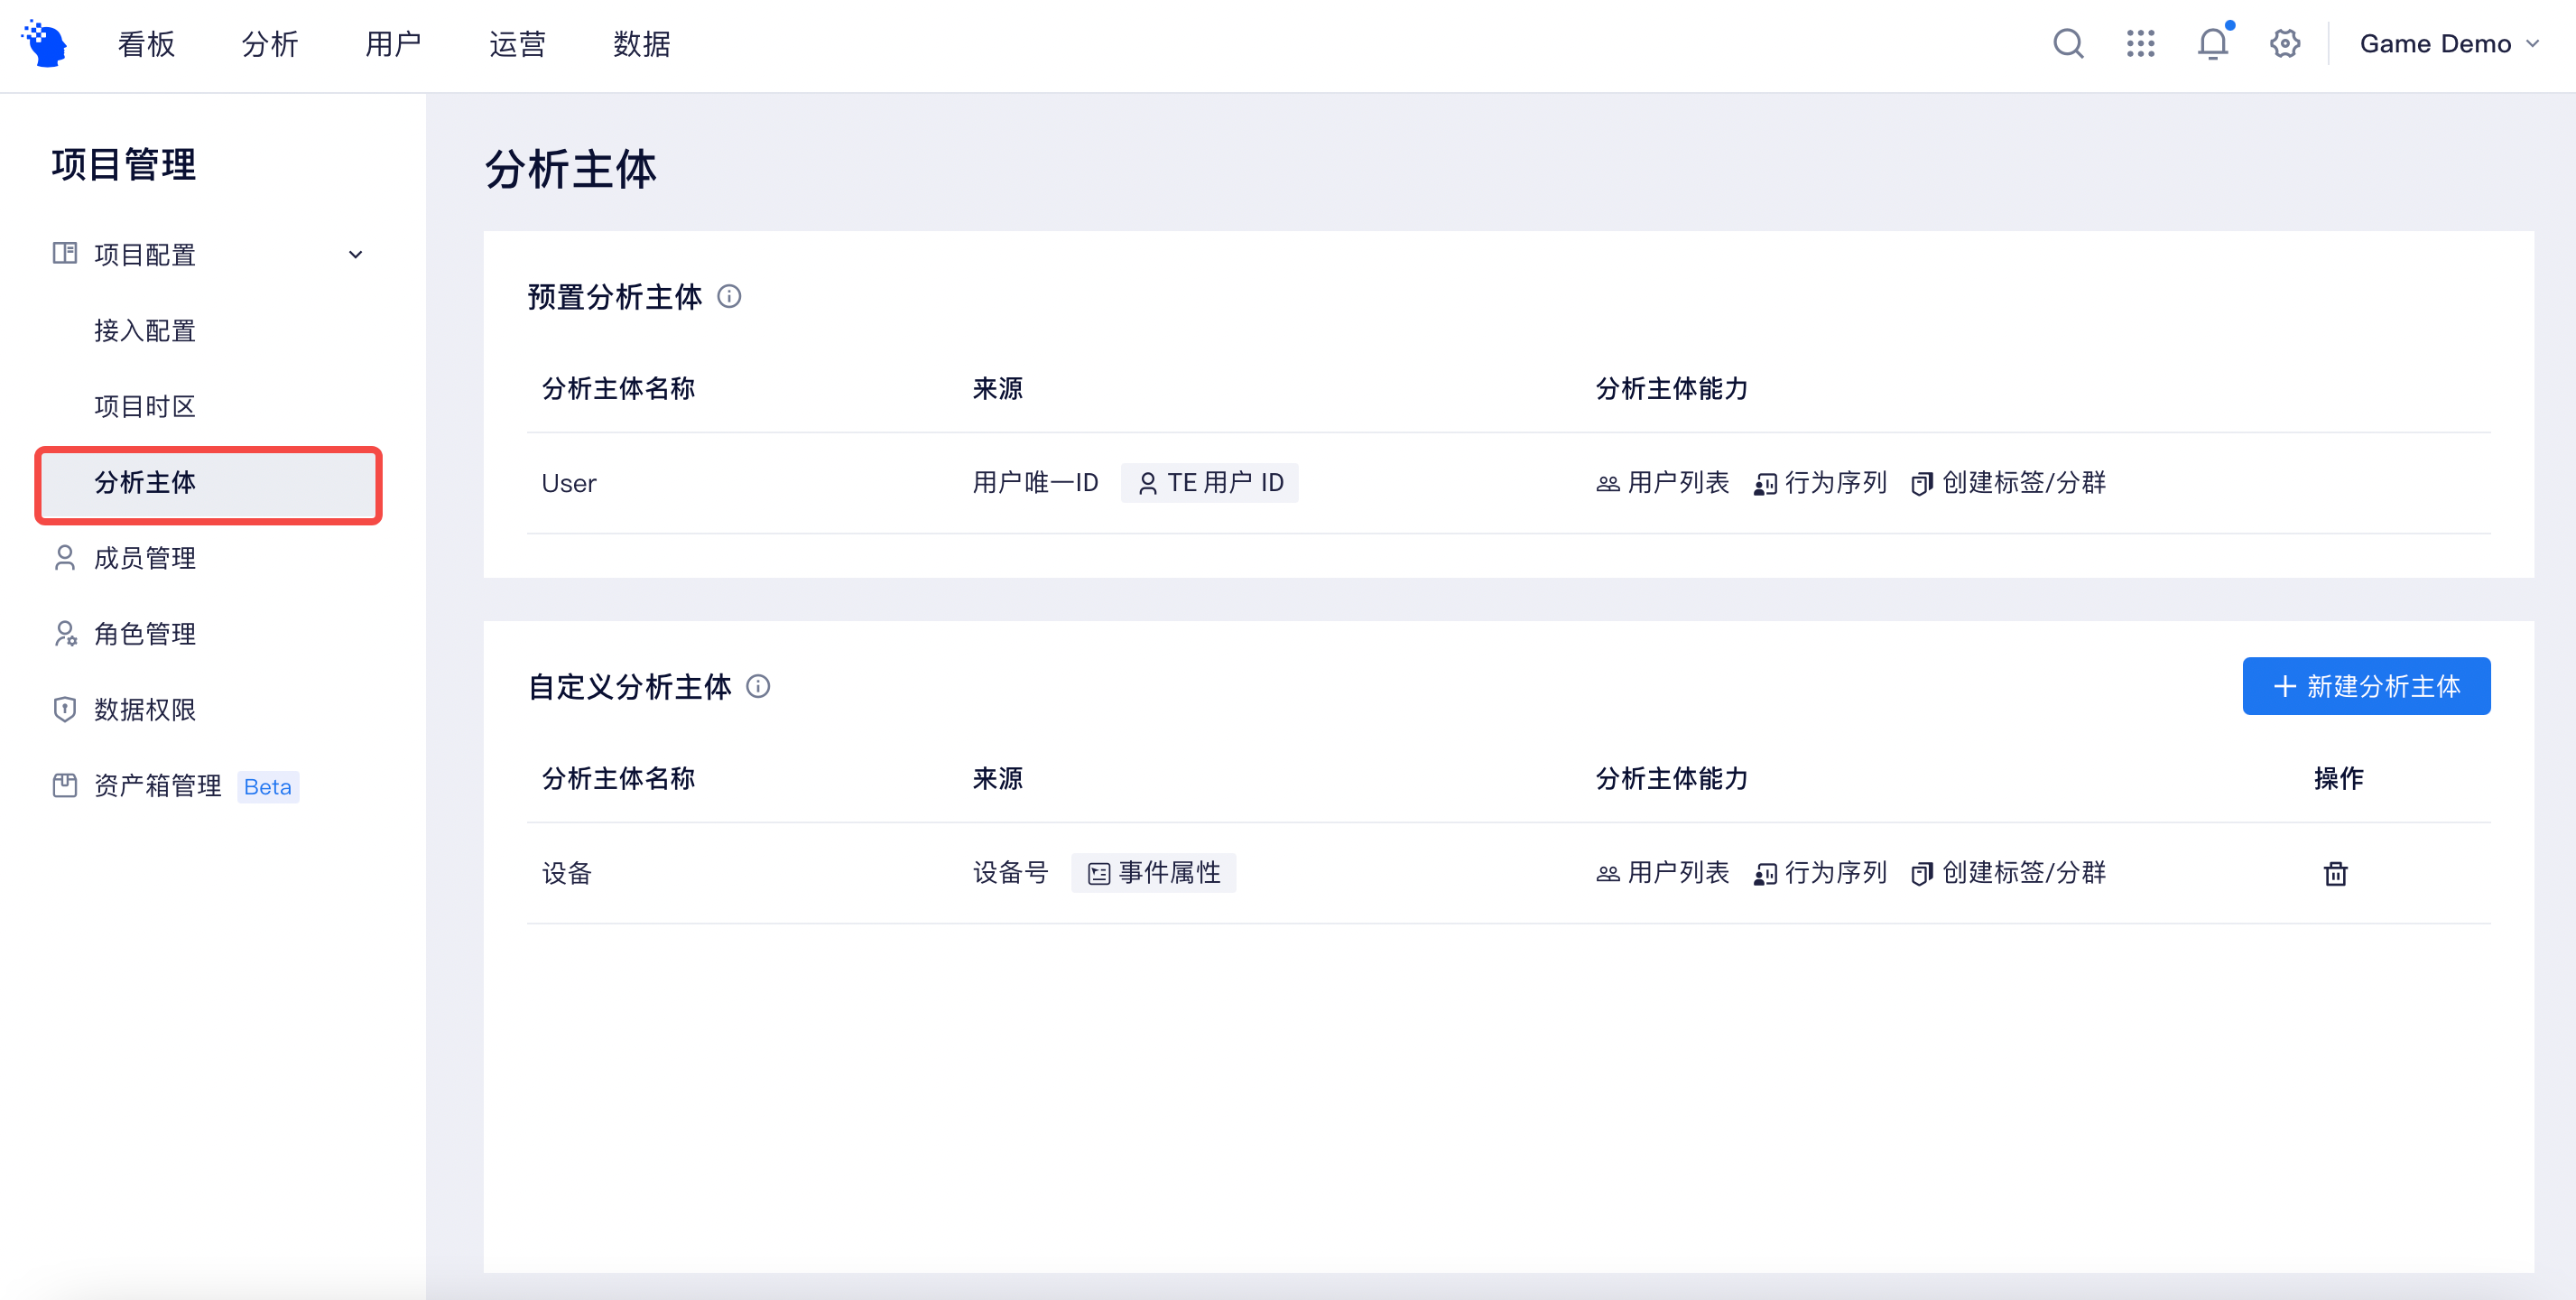 看板 分析 用户 运营 数据 Game Demo
项目管理
项目配置
接入配置
项目时区
分析主体
成员管理
角色管理
数据权限
资产箱管理 Beta
分析主体
预置分析主体
分析主体名称 来源 分析主体能力
User 用户唯一ID TE 用户 ID 用户列表 行为序列 创建标签/分群
自定义分析主体 新建分析主体
分析主体名称 来源 分析主体能力 操作
设备 设备号 事件属性 用户列表 行为序列 创建标签/分群